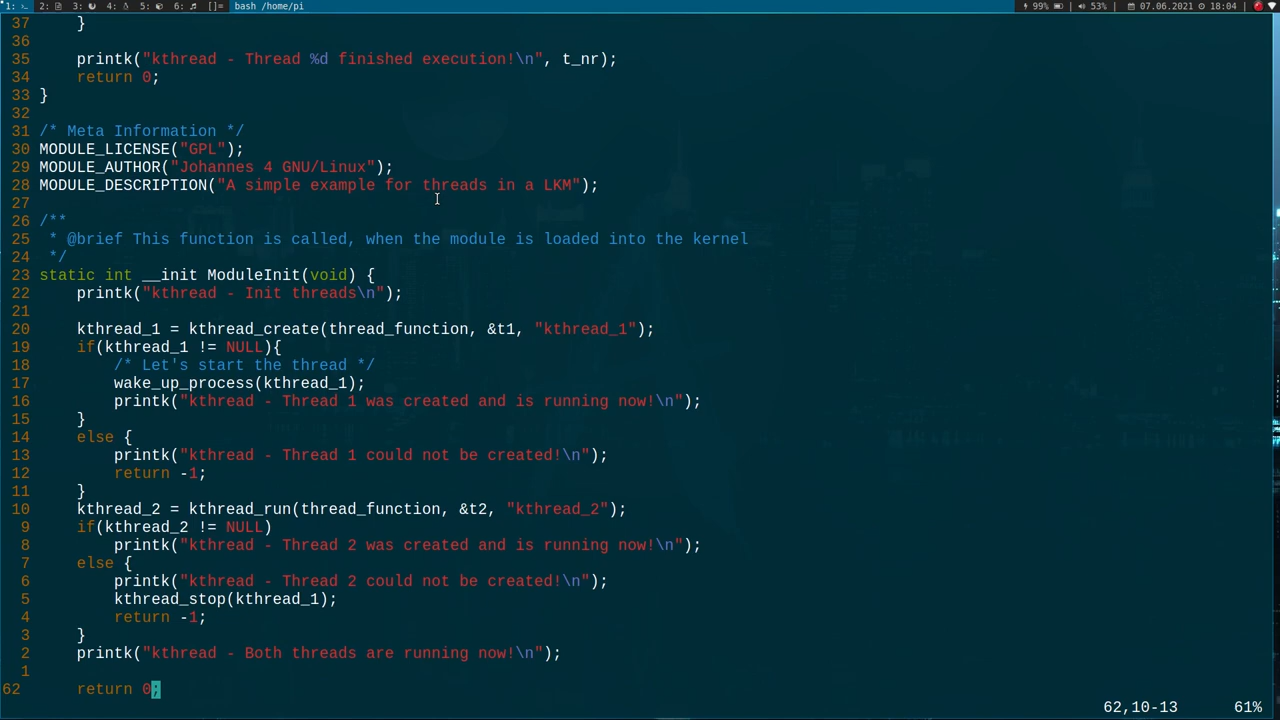 1: 2: 3: 4: 5: 6: []= bash /home/pi 99% 53% 07.06.2021 18:04
37     }
36
35     printk("kthread - Thread %d finished execution!\n", t_nr);
34     return 0;
33 }
32
31 /* Meta Information */
30 MODULE_LICENSE("GPL");
29 MODULE_AUTHOR("Johannes 4 GNU/Linux");
28 MODULE_DESCRIPTION("A simple example for threads in a LKM");
27
26 /**
25  * @brief This function is called, when the module is loaded into the kernel
24  */
23 static int __init ModuleInit(void) {
22     printk("kthread - Init threads\n");
21
20     kthread_1 = kthread_create(thread_function, &t1, "kthread_1");
19     if(kthread_1 != NULL){
18         /* Let's start the thread */
17         wake_up_process(kthread_1);
16         printk("kthread - Thread 1 was created and is running now!\n");
15     }
14     else {
13         printk("kthread - Thread 1 could not be created!\n");
12         return -1;
11     }
10     kthread_2 = kthread_run(thread_function, &t2, "kthread_2");
9     if(kthread_2 != NULL)
8         printk("kthread - Thread 2 was created and is running now!\n");
7     else {
6         printk("kthread - Thread 2 could not be created!\n");
5         kthread_stop(kthread_1);
4         return -1;
3     }
2     printk("kthread - Both threads are running now!\n");
1
62     return 0;
62,10-13 61%